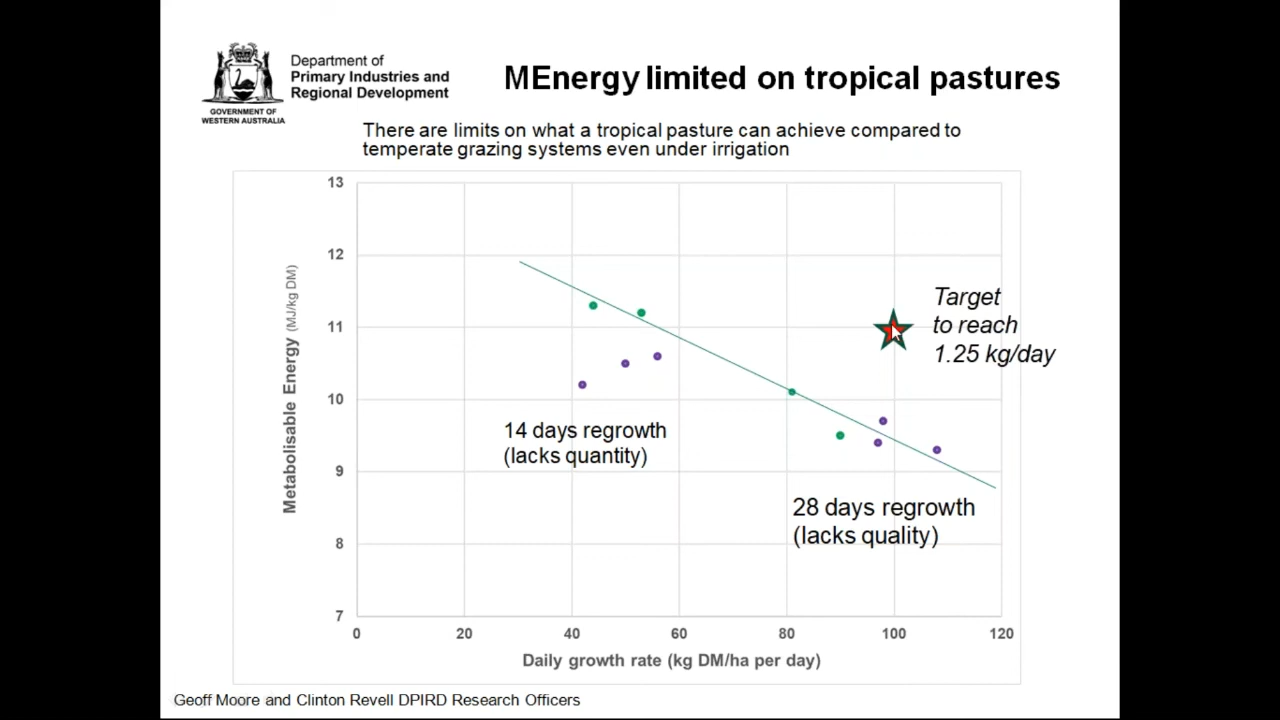 Department of
Primary Industries and
Regional Development
GOVERNMENT OF
WESTERN AUSTRALIA
MEnergy limited on tropical pastures
There are limits on what a tropical pasture can achieve compared to
temperate grazing systems even under irrigation
13
12
11
10
9
8
7
Metabolisable Energy (MJ/kg DM)
Target
to reach
1.25 kg/day
14 days regrowth
(lacks quantity)
28 days regrowth
(lacks quality)
0 20 40 60 80 100 120
Daily growth rate (kg DM/ha per day)
Geoff Moore and Clinton Revell DPIRD Research Officers